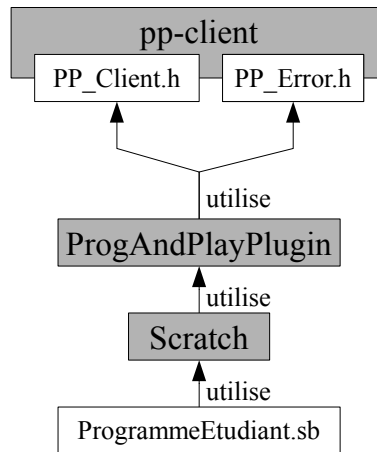 pp-client
PP_Client.h PP_Error.h
utilise
ProgAndPlayPlugin
utilise
Scratch
utilise
ProgrammeEtudiant.sb